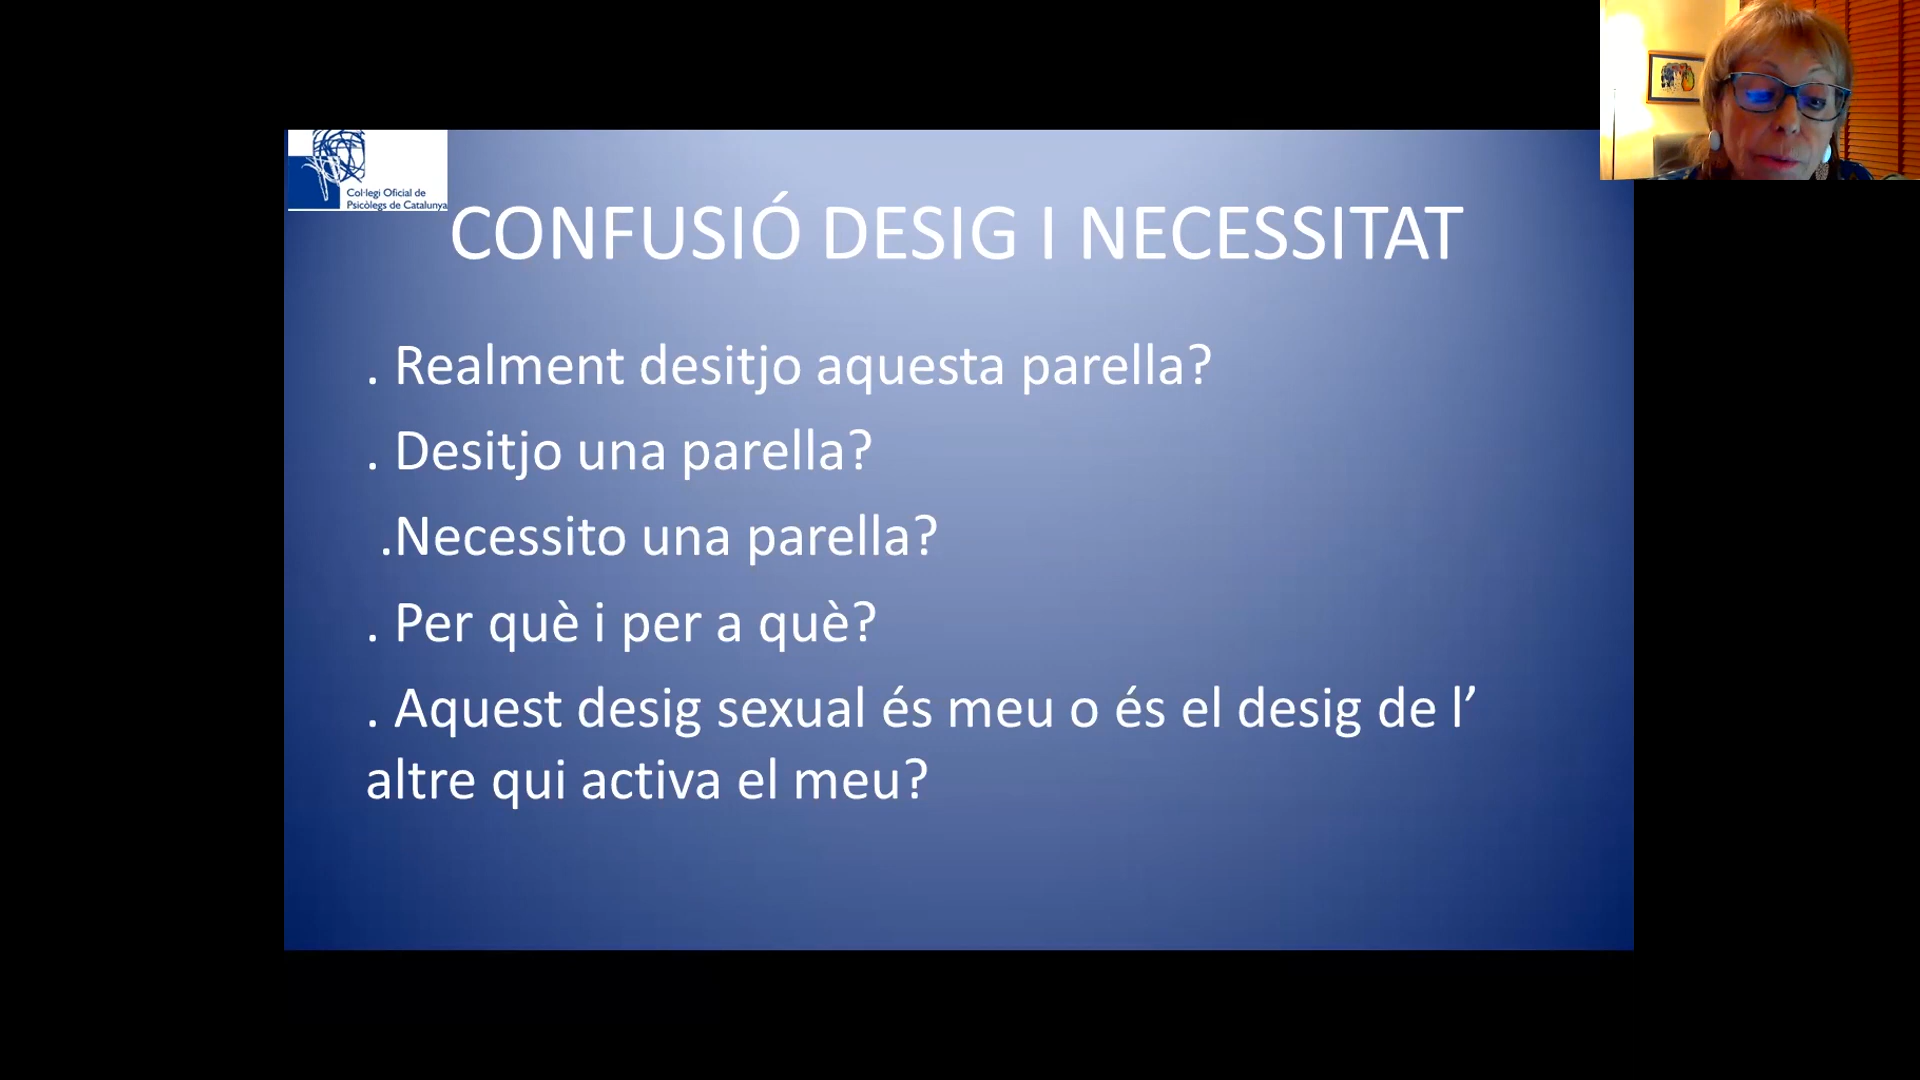 Col·legi Oficial de
Psicòlegs de Catalunya
CONFUSIÓ DESIG I NECESSITAT
. Realment desitjo aquesta parella?
. Desitjo una parella?
.Necessito una parella?
. Per què i per a què?
. Aquest desig sexual és meu o és el desig de l’
altre qui activa el meu?